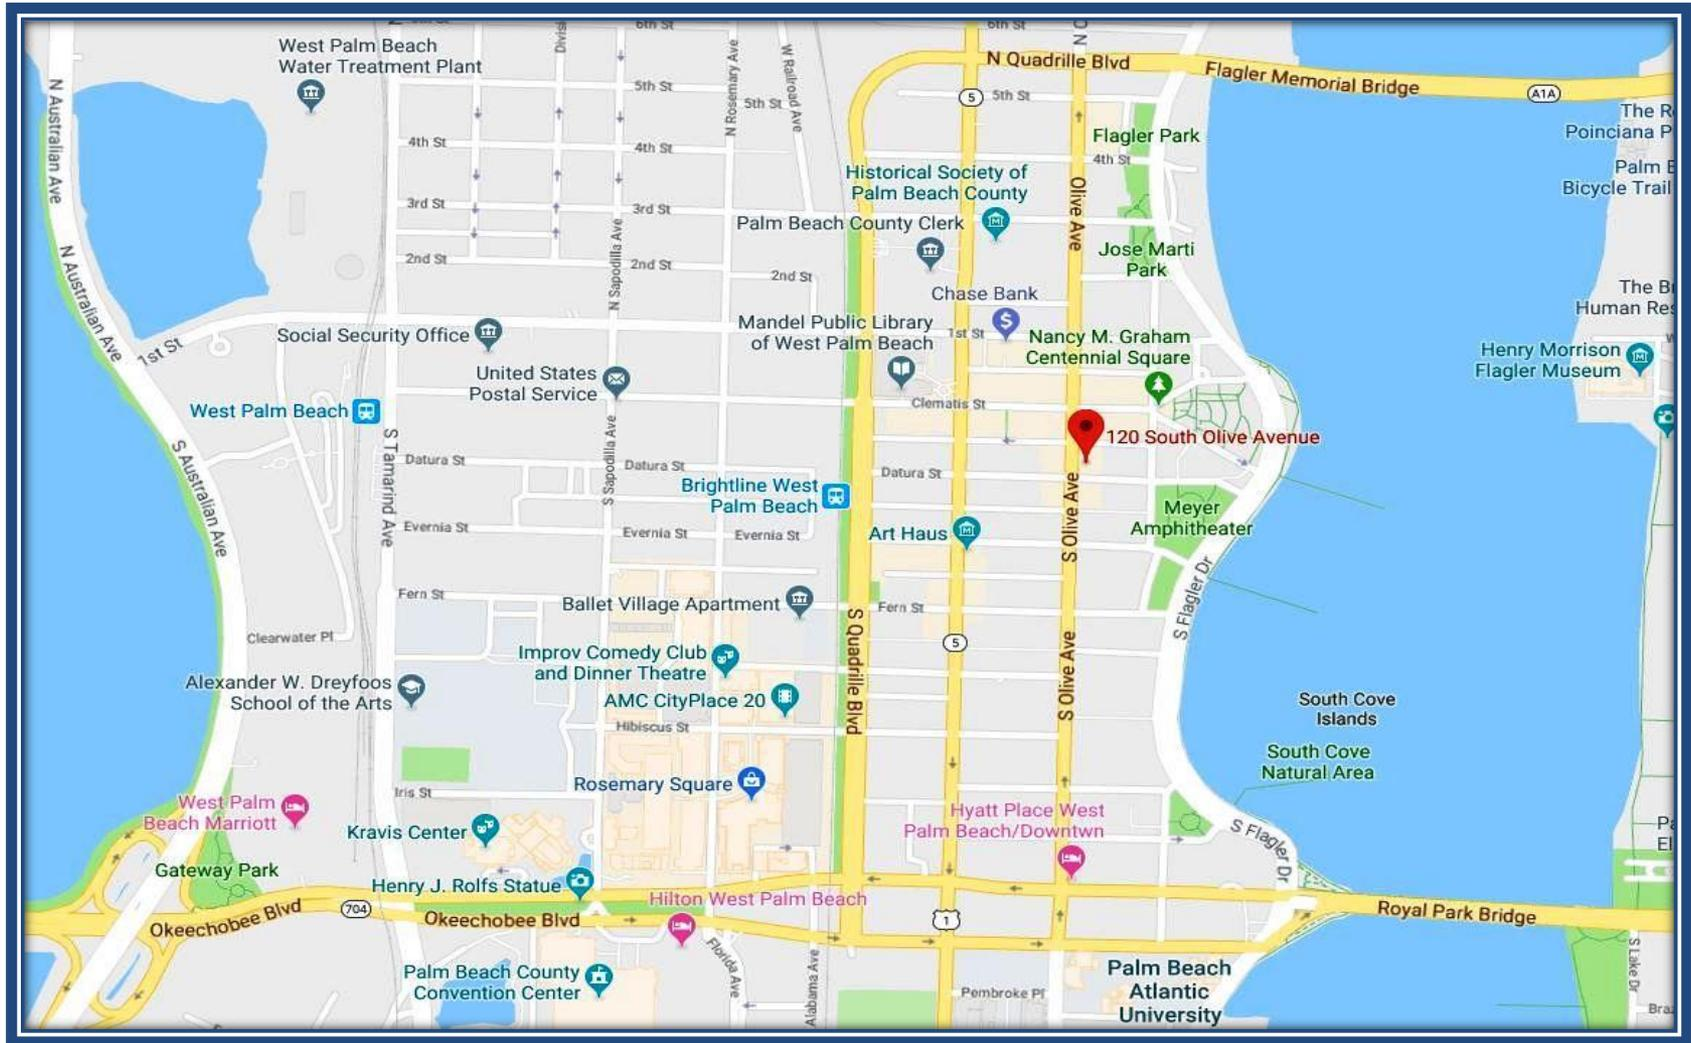 6th St
6th St
N Quadrille Blvd
Flagler Memorial Bridge
A1A
West Palm Beach
Water Treatment Plant
N Australian Ave
5th St
5th St
5
5th St
N Rosemary Ave
W Railroad Ave
Flagler Park
4th St
4th St
4th St
Historical Society of
Palm Beach County
Olive Ave
Palm Beach County Clerk
3rd St
3rd St
Jose Marti
Park
N Australian Ave
N Sapodilla Ave
2nd St
2nd St
2nd St
Bicycle Trail
Chase Bank
Mandel Public Library
of West Palm Beach
1st St
Nancy M. Graham
Centennial Square
Social Security Office
1st St
Henry Morrison
Flagler Museum
United States
Postal Service
West Palm Beach
Clematis St
120 South Olive Avenue
S Australian Ave
S Tamarind Ave
S Sapodilla Ave
Datura St
Datura St
Datura St
Brightline West
Palm Beach
S Olive Ave
Meyer
Amphitheater
Evernia St
Evernia St
Evernia St
Art Haus
Fern St
Ballet Village Apartment
Fern St
S Flagler Dr
Clearwater Pl
S Quadrille Blvd
5
S Olive Ave
Improv Comedy Club
and Dinner Theatre
Alexander W. Dreyfoos
School of the Arts
AMC CityPlace 20
Hibiscus St
South Cove
Islands
South Cove
Natural Area
Rosemary Square
Iris St
West Palm
Beach Marriott
Kravis Center
Hyatt Place West
Palm Beach/Downtwn
S Flagler Dr
Gateway Park
Henry J. Rolfs Statue
Hilton West Palm Beach
Okeechobee Blvd
704
Okeechobee Blvd
1
Royal Park Bridge
Florida Ave
Alabama Ave
Palm Beach County
Convention Center
Pembroke Pl
Palm Beach
Atlantic
University
S Lake Dr